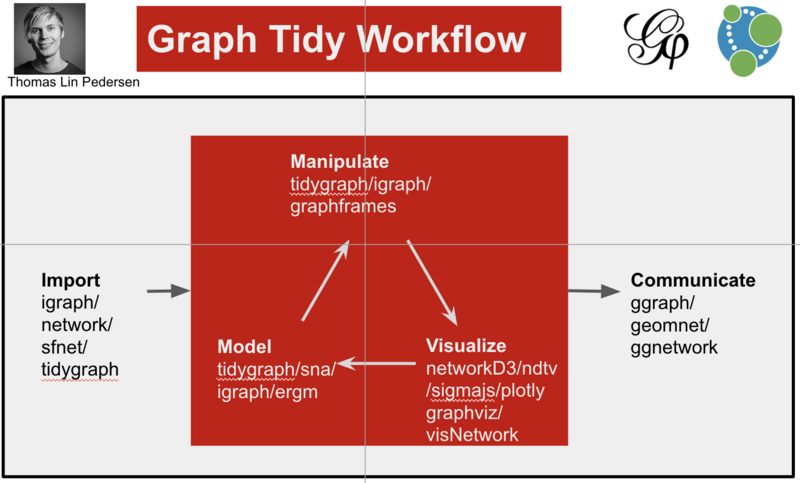 Graph Tidy Workflow
Thomas Lin Pedersen
Manipulate
tidygraph/igraph/
graphframes
Import
igraph/
network/
sfnet/
tidygraph
Model
tidygraph/sna/
igraph/ergm
Visualize
networkD3/ndtv
/sigmajs/plotly
graphviz/
visNetwork
Communicate
ggraph/
geomnet/
ggnetwork